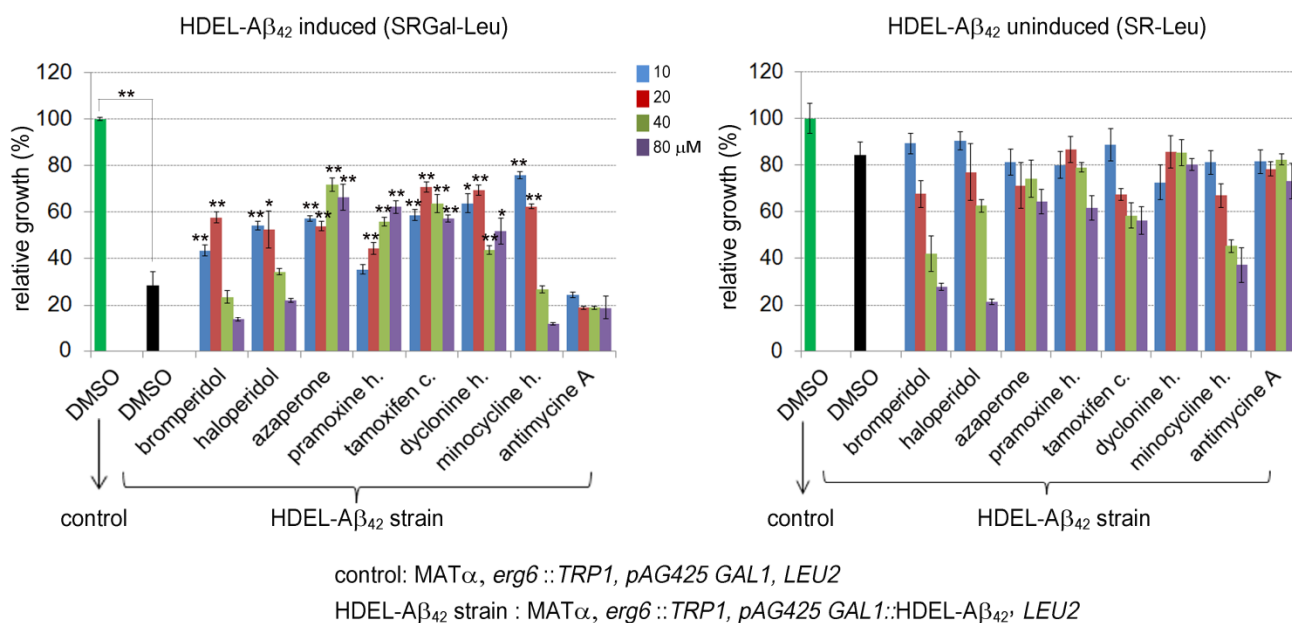 HDEL-Aβ₄₂ induced (SRGal-Leu)
120
100
80
60
40
20
0
relative growth (%)
**
10
20
40
80 μM
** ** ** * ** ** ** ** ** ** ** ** ** ** ** * ** ** * ** **
DMSO
DMSO
bromperidol
haloperidol
azaperone
pramoxine h.
tamoxifen c.
dyclonine h.
minocycline h.
antimycine A
control
HDEL-Aβ₄₂ strain
HDEL-Aβ₄₂ uninduced (SR-Leu)
120
100
80
60
40
20
0
relative growth (%)
DMSO
DMSO
bromperidol
haloperidol
azaperone
pramoxine h.
tamoxifen c.
dyclonine h.
minocycline h.
antimycine A
control
HDEL-Aβ₄₂ strain
control: MATα, erg6 ::TRP1, pAG425 GAL1, LEU2
HDEL-Aβ₄₂ strain : MATα, erg6 ::TRP1, pAG425 GAL1::HDEL-Aβ₄₂, LEU2